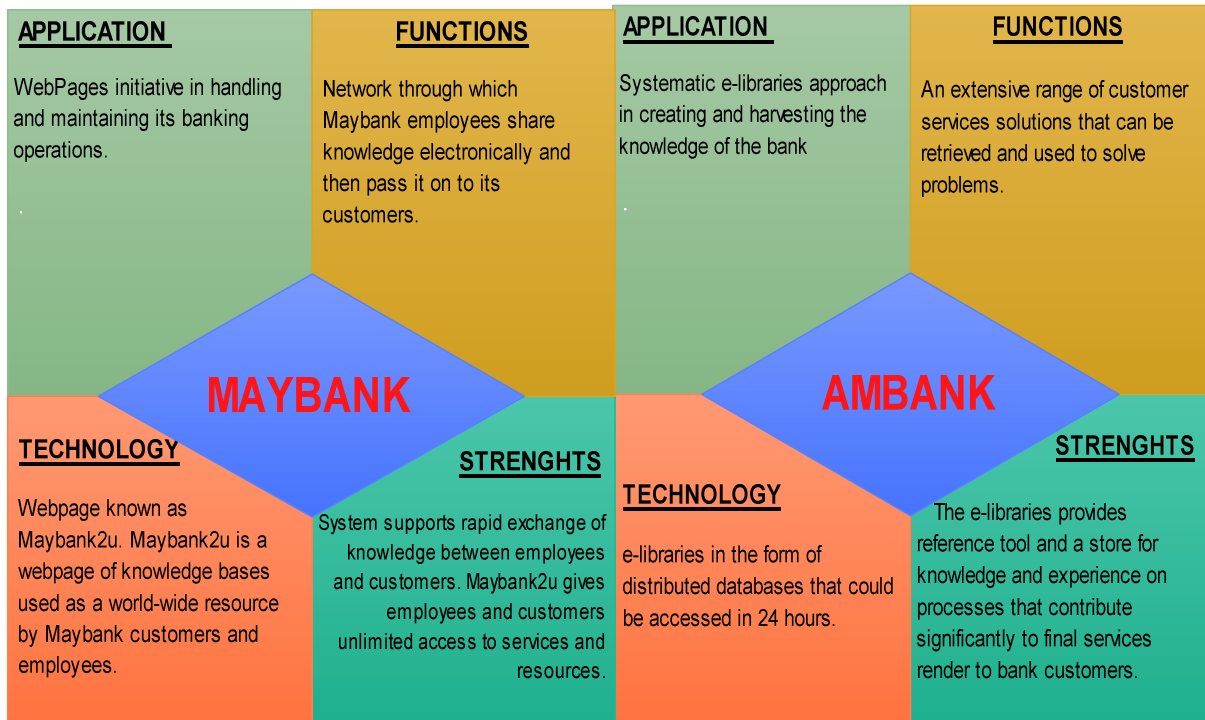 APPLICATION
WebPages initiative in handling
and maintaining its banking
operations.
.
FUNCTIONS
Network through which
Maybank employees share
knowledge electronically and
then pass it on to its
customers.
MAYBANK
TECHNOLOGY
Webpage known as
Maybank2u. Maybank2u is a
webpage of knowledge bases
used as a world-wide resource
by Maybank customers and
employees.
STRENGHTS
System supports rapid exchange of
knowledge between employees
and customers. Maybank2u gives
employees and customers
unlimited access to services and
resources.
APPLICATION
Systematic e-libraries approach
in creating and harvesting the
knowledge of the bank
.
FUNCTIONS
An extensive range of customer
services solutions that can be
retrieved and used to solve
problems.
AMBANK
TECHNOLOGY
e-libraries in the form of
distributed databases that could
be accessed in 24 hours.
STRENGHTS
The e-libraries provides
reference tool and a store for
knowledge and experience on
processes that contribute
significantly to final services
render to bank customers.